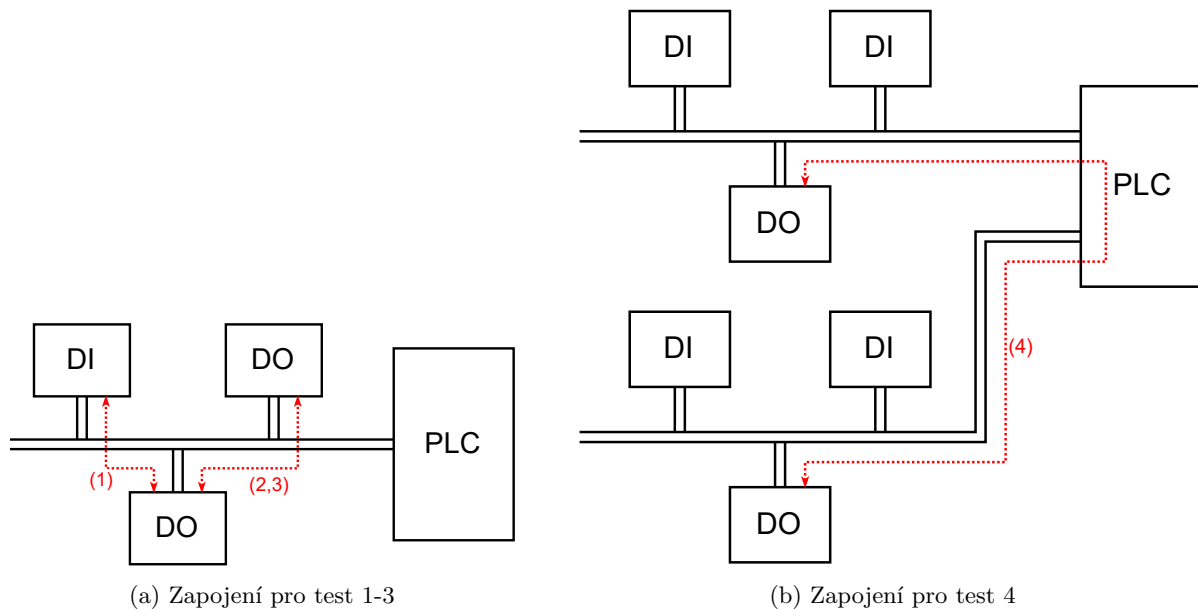 DI
DO
PLC
(1)
(2,3)
DO
(a) Zapojení pro test 1-3
DI
DI
PLC
DO
DI
DI
(4)
DO
(b) Zapojení pro test 4